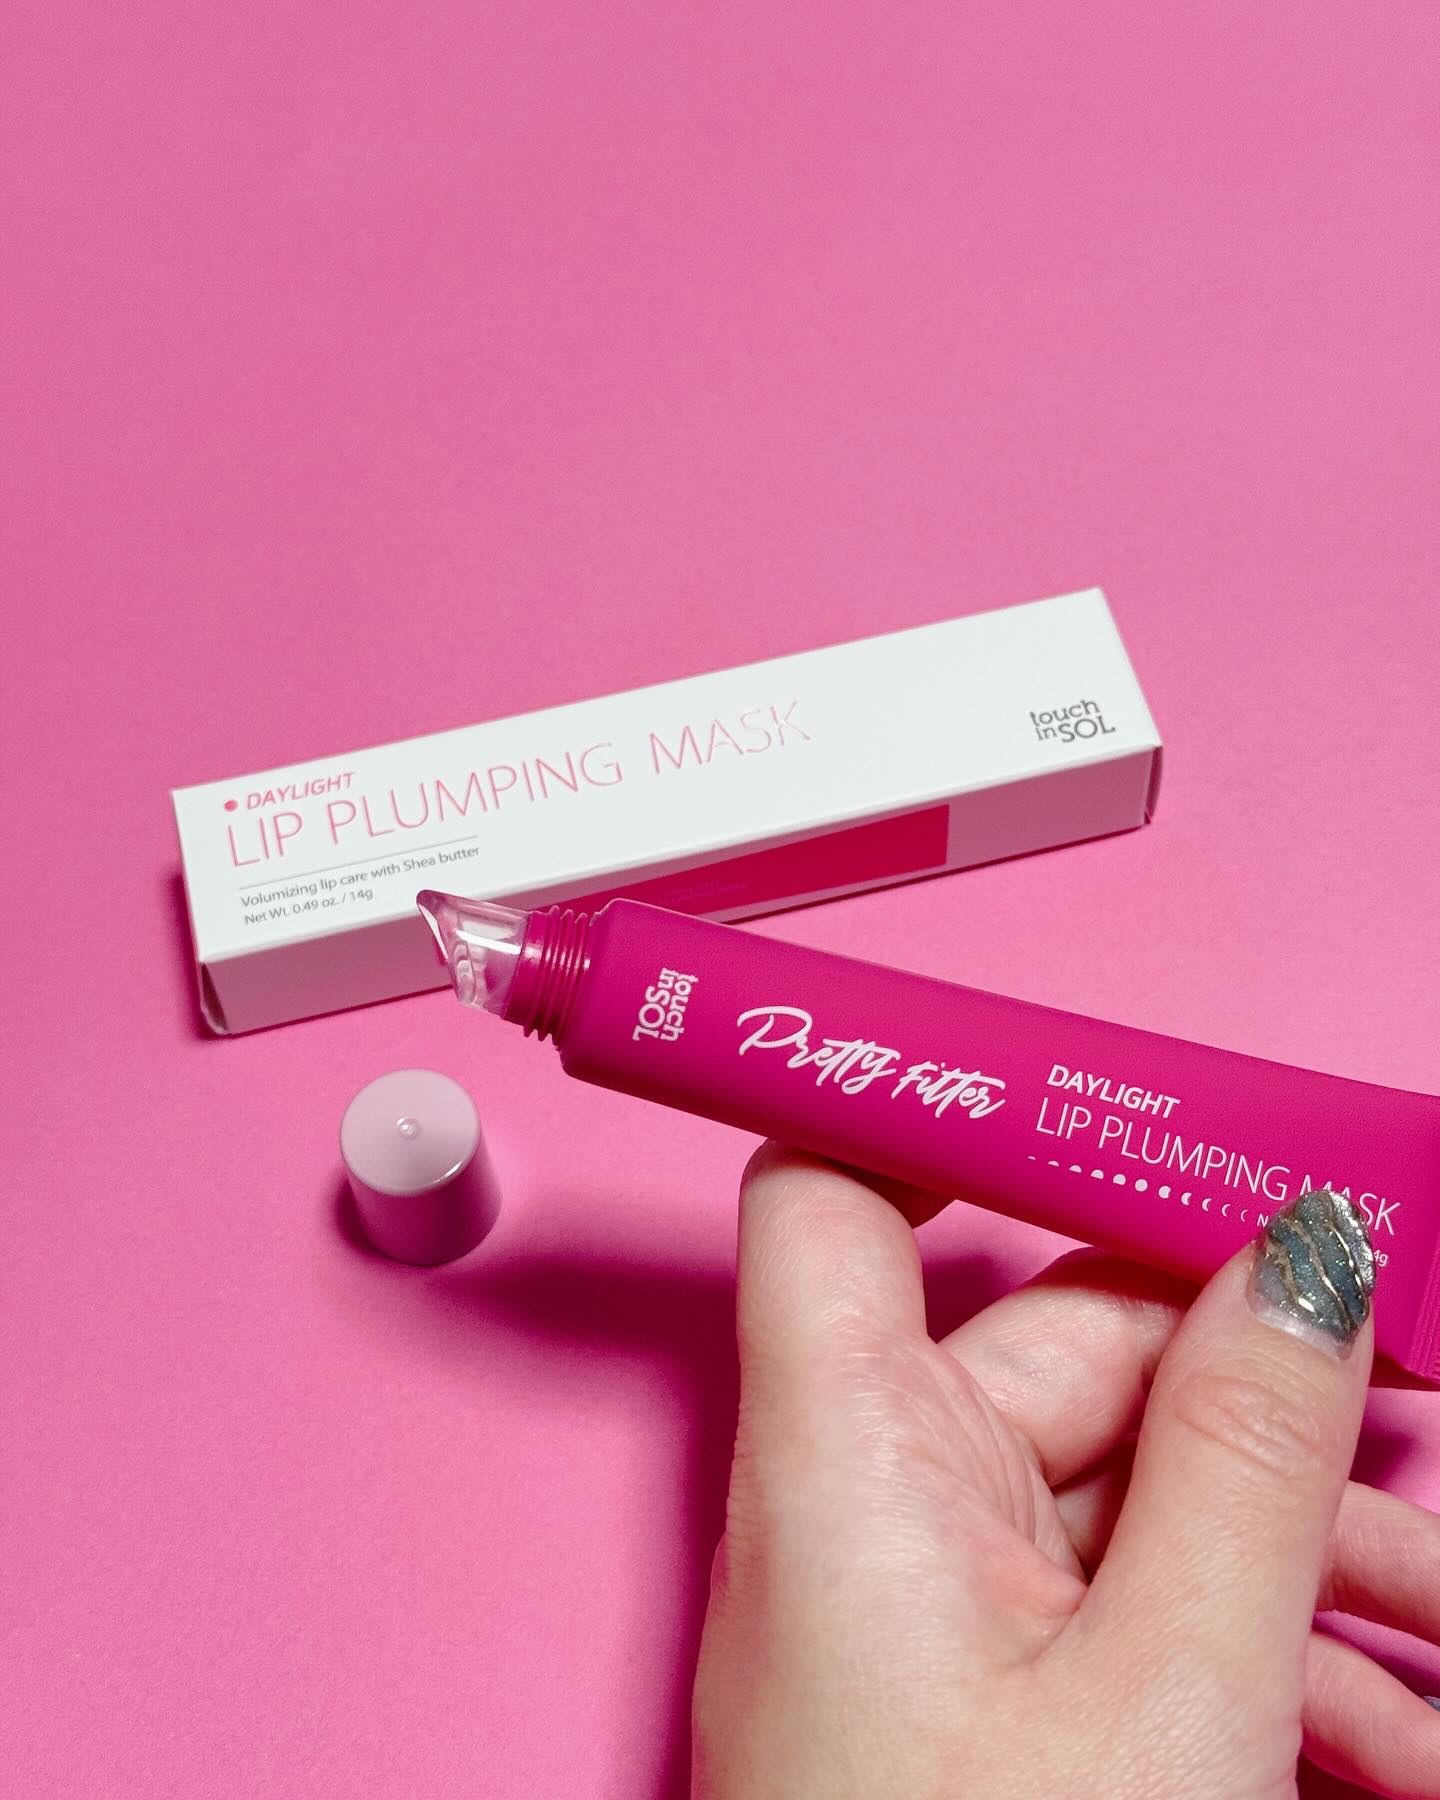 • DAYLIGHT
LIP PLUMPING MASK
Volumizing lip care with Shea butter
Net Wt. 0.49 oz. / 14g
touch
in SOL
touch
in SOL
Pretty Filter
DAYLIGHT
LIP PLUMPING MASK